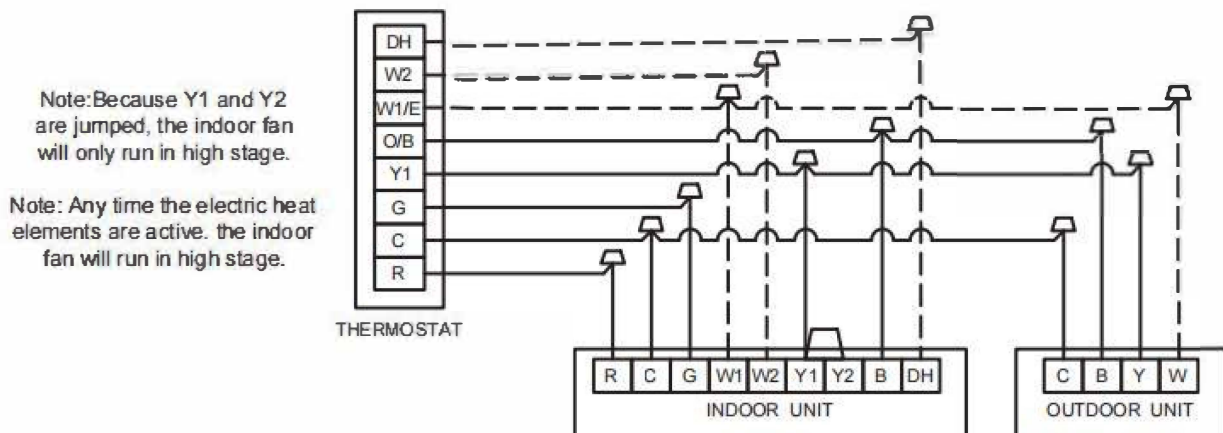 Note:Because Y1 and Y2
are jumped, the indoor fan
will only run in high stage.
Note: Any time the electric heat
elements are active. the indoor
fan will run in high stage.
DH
W2
W1/E
O/B
Y1
G
C
R
THERMOSTAT
R C G W1 W2 Y1 Y2 B DH
INDOOR UNIT
C B Y W
OUTDOOR UNIT